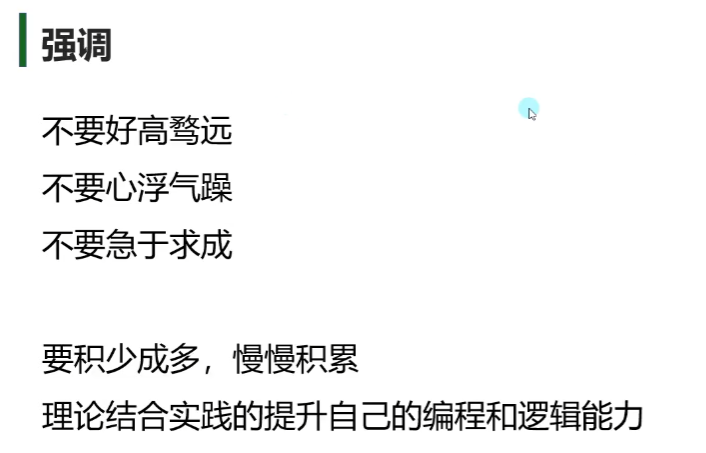 强调
不要好高骛远
不要心浮气躁
不要急于求成
要积少成多，慢慢积累
理论结合实践的提升自己的编程和逻辑能力